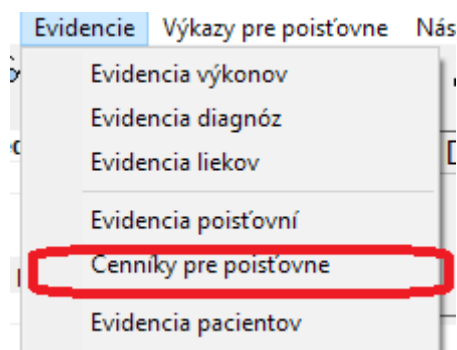 Evidencie Výkazy pre poisťovne
Evidencia výkonov
Evidencia diagnóz
Evidencia liekov
Evidencia poisťovní
Cenníky pre poisťovne
Evidencia pacientov